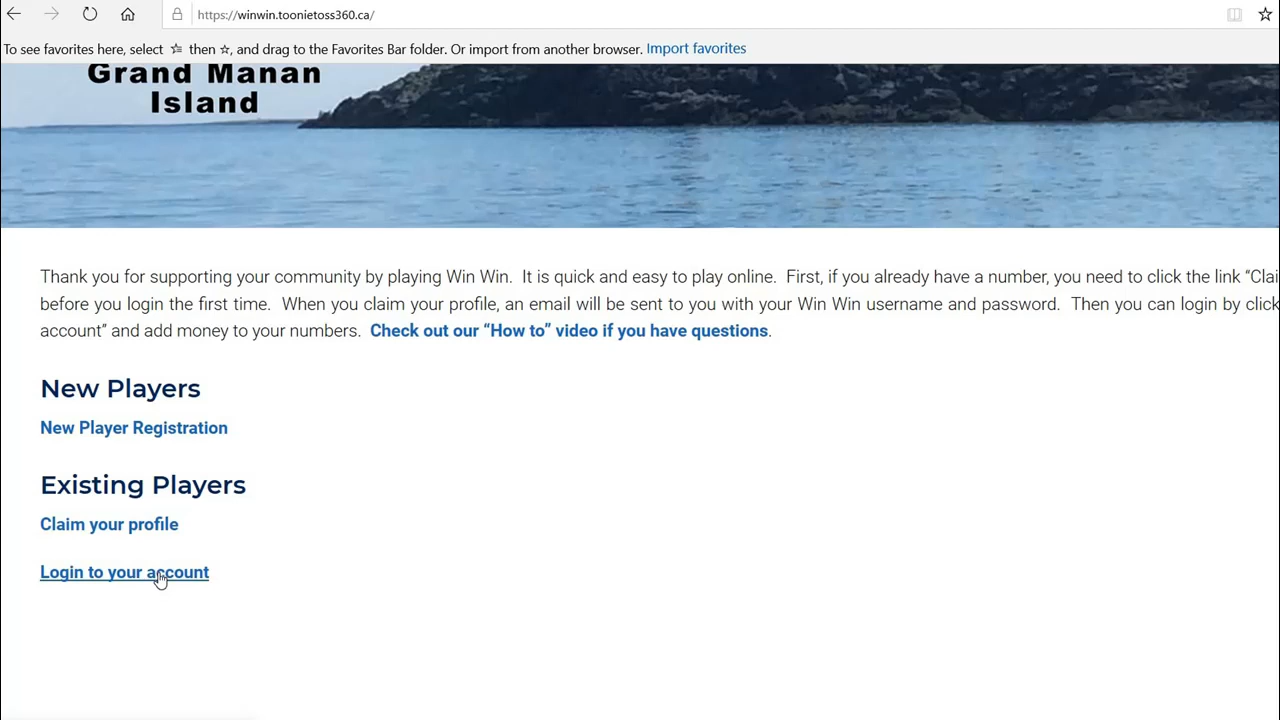 https://winwin.toonietoss360.ca/
To see favorites here, select then , and drag to the Favorites Bar folder. Or import from another browser. Import favorites
Grand Manan
Island
Thank you for supporting your community by playing Win Win. It is quick and easy to play online. First, if you already have a number, you need to click the link “Clai
before you login the first time. When you claim your profile, an email will be sent to you with your Win Win username and password. Then you can login by click
account” and add money to your numbers. Check out our “How to” video if you have questions.
New Players
New Player Registration
Existing Players
Claim your profile
Login to your account